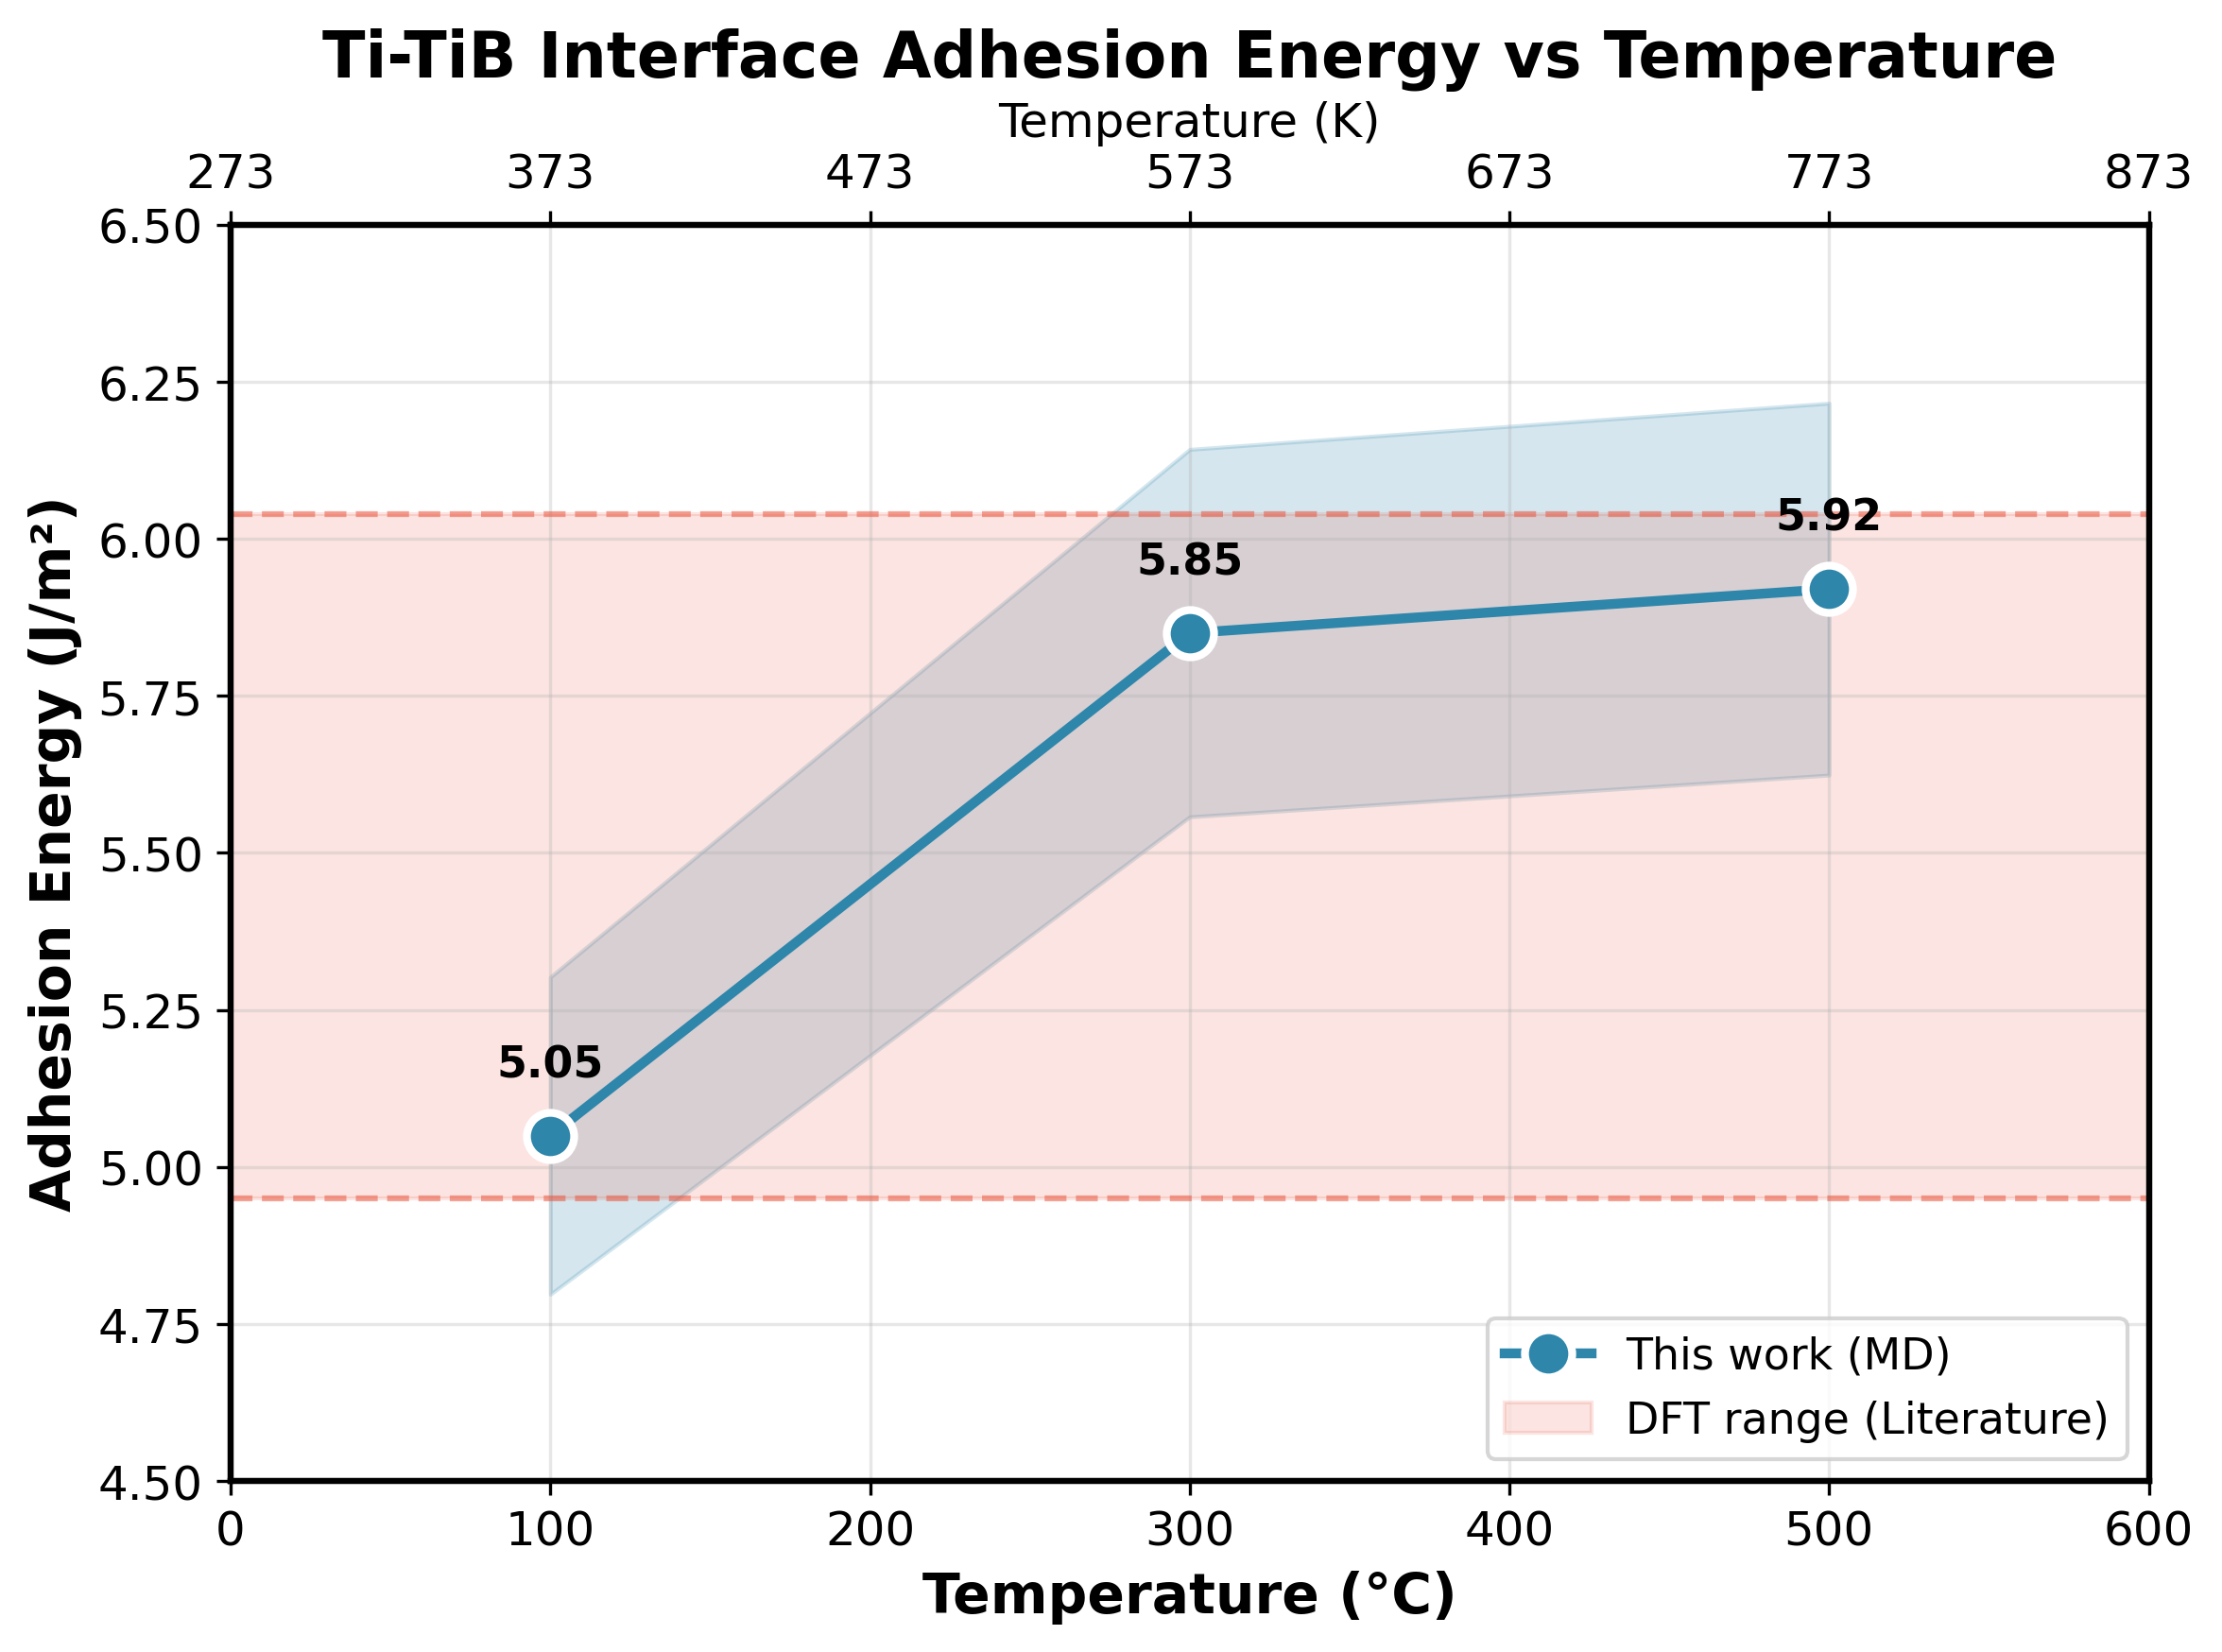 Ti-TiB Interface Adhesion Energy vs Temperature
Temperature (K)
273 373 473 573 673 773 873
Adhesion Energy (J/m²)
6.50
6.25
6.00
5.75
5.50
5.25
5.00
4.75
4.50
5.05
5.85
5.92
This work (MD)
DFT range (Literature)
0 100 200 300 400 500 600
Temperature (°C)